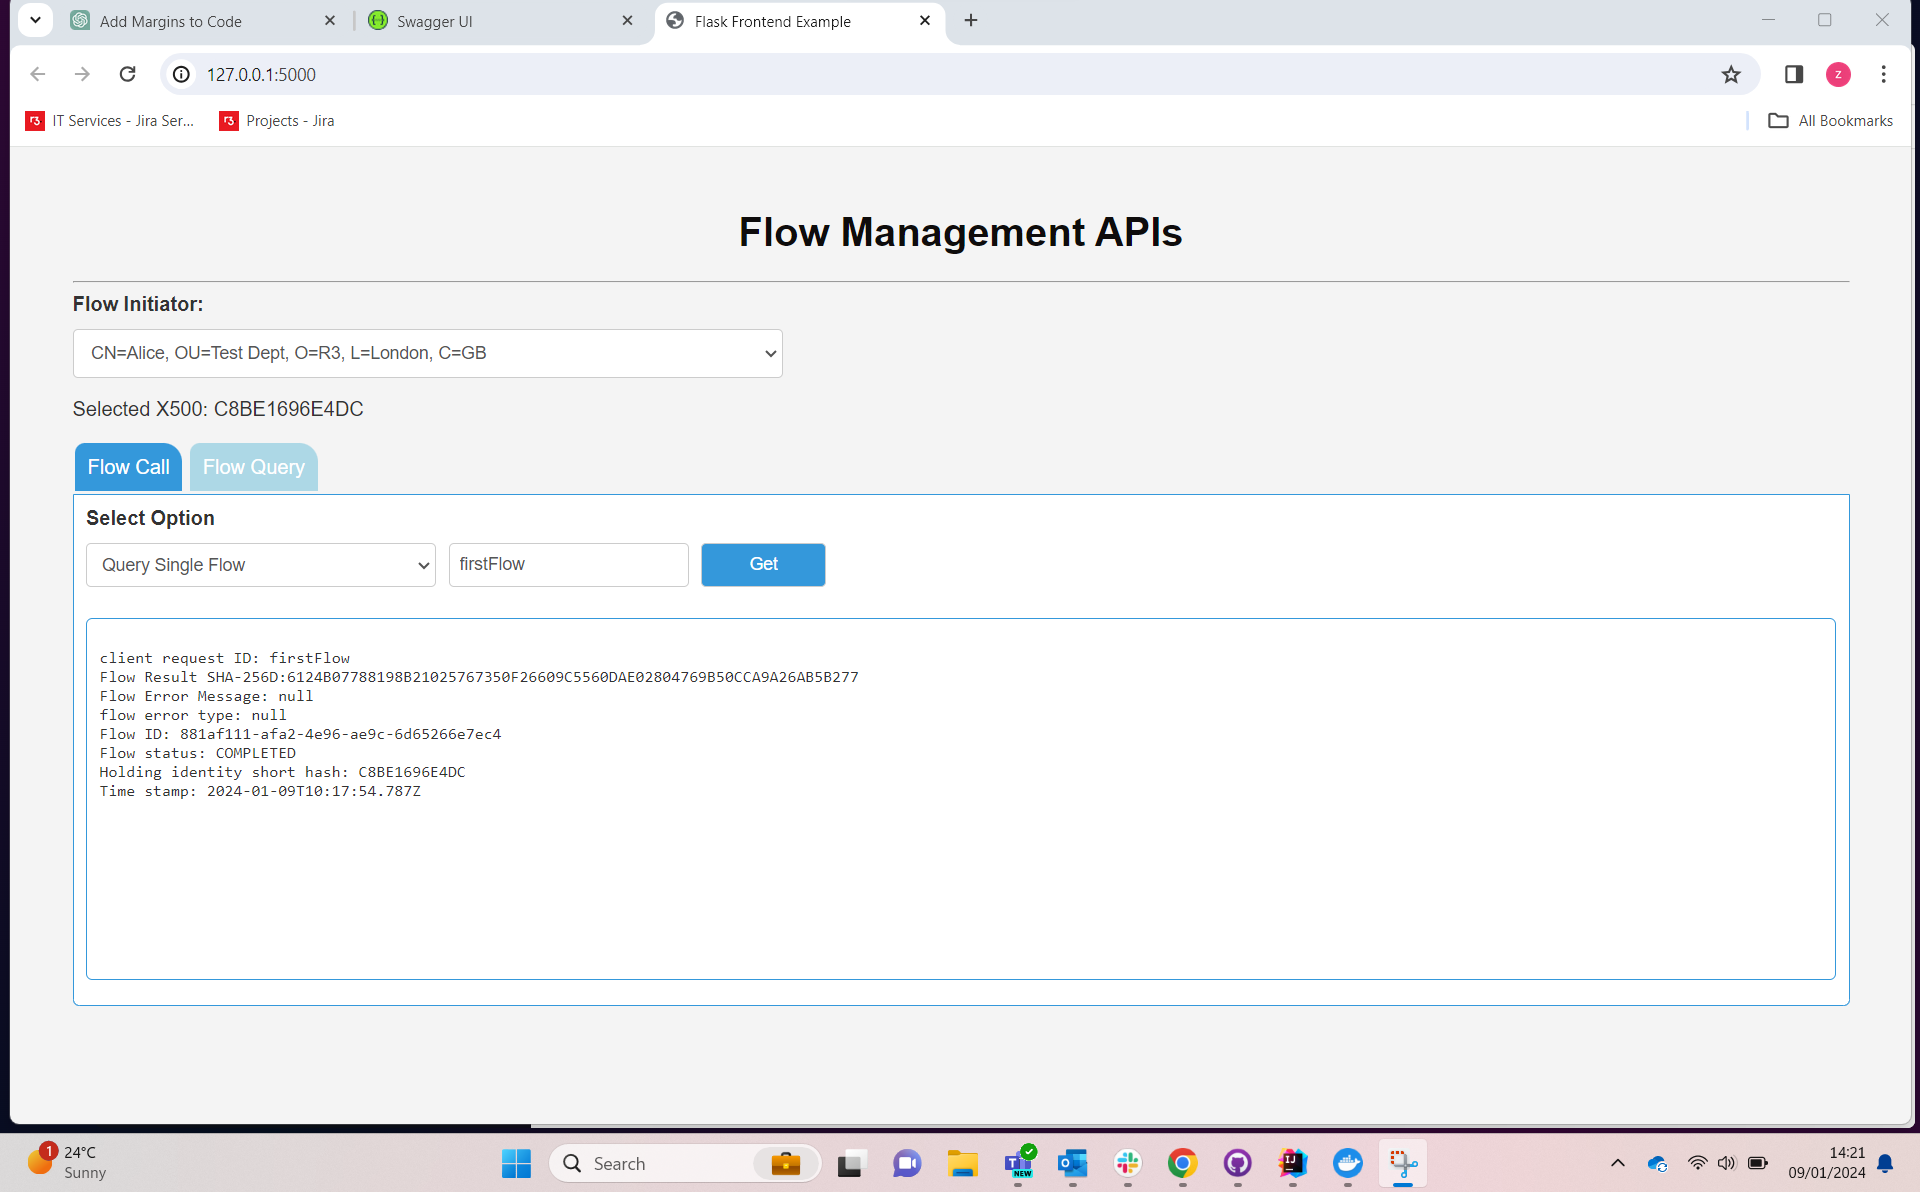 Add Margins to Code
Swagger UI
Flask Frontend Example
127.0.0.1:5000
z
IT Services - Jira Ser...
Projects - Jira
All Bookmarks
Flow Management APIs
Flow Initiator:
CN=Alice, OU=Test Dept, O=R3, L=London, C=GB
Selected X500: C8BE1696E4DC
Flow Call
Flow Query
Select Option
Query Single Flow
firstFlow
Get
client request ID: firstFlow
Flow Result SHA-256D:6124B07788198B21025767350F26609C5560DAE02804769B50CCA9A26AB5B277
Flow Error Message: null
flow error type: null
Flow ID: 881af111-afa2-4e96-ae9c-6d65266e7ec4
Flow status: COMPLETED
Holding identity short hash: C8BE1696E4DC
Time stamp: 2024-01-09T10:17:54.787Z
1
24°C
Sunny
Search
NEW
14:21
09/01/2024